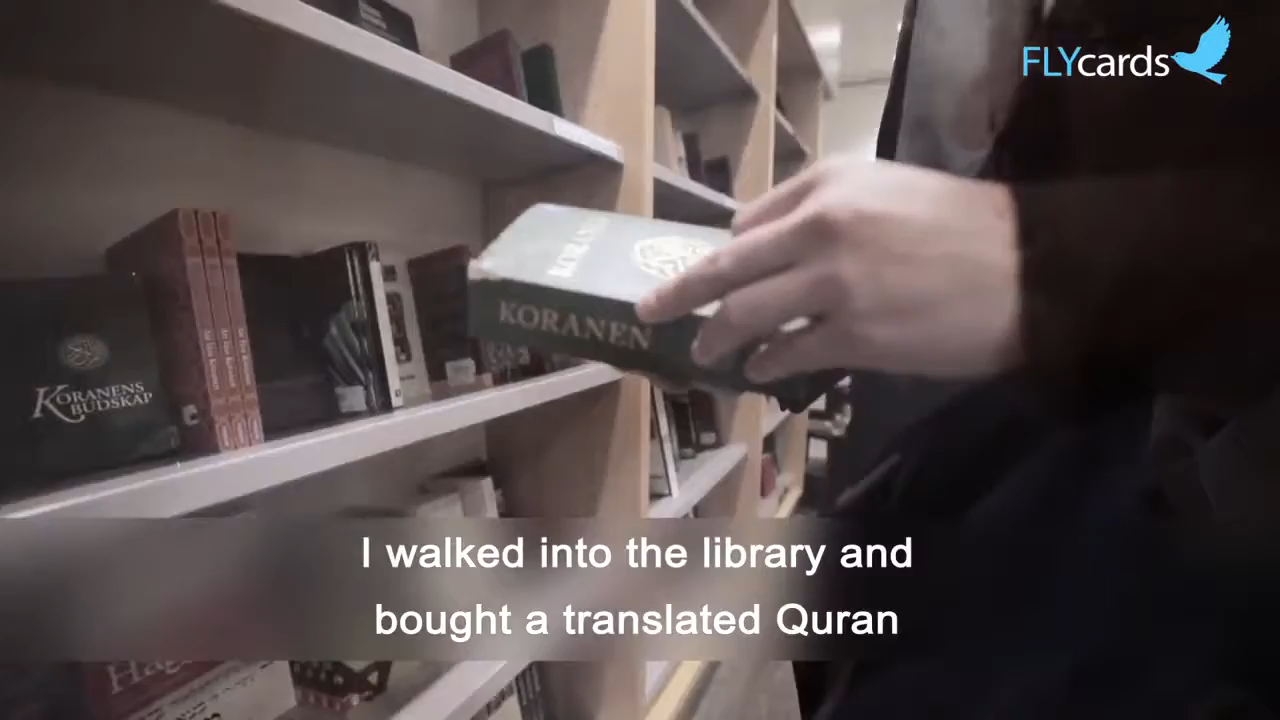 FLYcards
KORANEN
KORANEN
KORANENS
BUDSKAP
I walked into the library and
bought a translated Quran